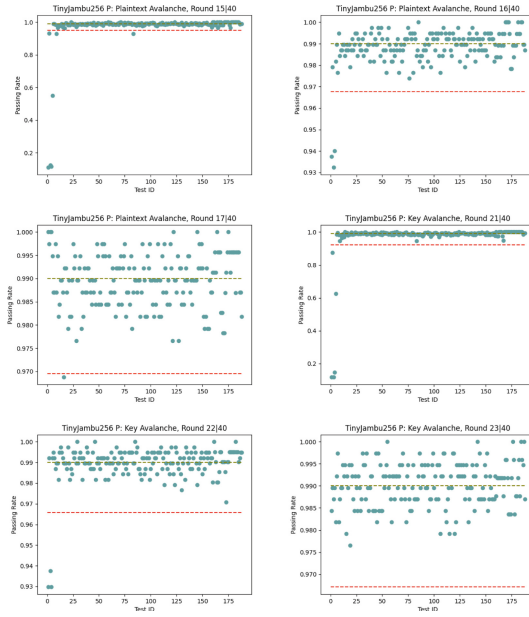 TinyJambu256 P: Plaintext Avalanche, Round 15|40
1.0
0.8
0.6
0.4
0.2
Passing Rate
0 25 50 75 100 125 150 175
Test ID
TinyJambu256 P: Plaintext Avalanche, Round 16|40
1.00
0.99
0.98
0.97
0.96
0.95
0.94
0.93
Passing Rate
0 25 50 75 100 125 150 175
Test ID
TinyJambu256 P: Plaintext Avalanche, Round 17|40
1.000
0.995
0.990
0.985
0.980
0.975
0.970
Passing Rate
0 25 50 75 100 125 150 175
Test ID
TinyJambu256 P: Key Avalanche, Round 21|40
1.0
0.8
0.6
0.4
0.2
Passing Rate
0 25 50 75 100 125 150 175
Test ID
TinyJambu256 P: Key Avalanche, Round 22|40
1.00
0.99
0.98
0.97
0.96
0.95
0.94
0.93
Passing Rate
0 25 50 75 100 125 150 175
Test ID
TinyJambu256 P: Key Avalanche, Round 23|40
1.000
0.995
0.990
0.985
0.980
0.975
0.970
Passing Rate
0 25 50 75 100 125 150 175
Test ID